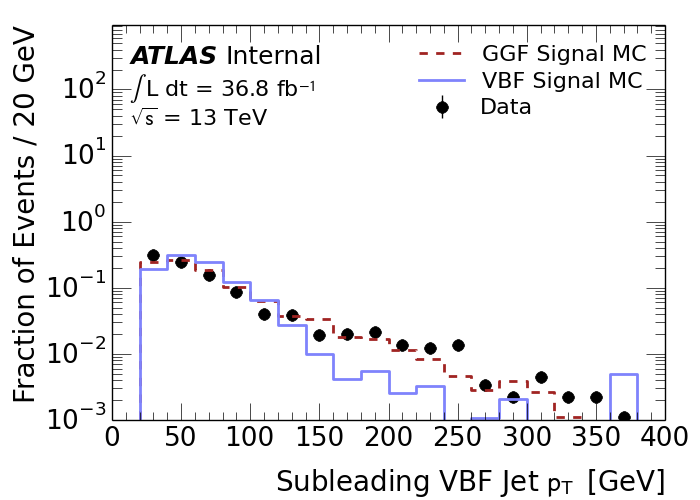 ATLAS Internal
∫L dt = 36.8 fb⁻¹
√s = 13 TeV
GGF Signal MC
VBF Signal MC
Data
Fraction of Events / 20 GeV
10²
10¹
10⁰
10⁻¹
10⁻²
10⁻³
0 50 100 150 200 250 300 350 400
Subleading VBF Jet p_T [GeV]